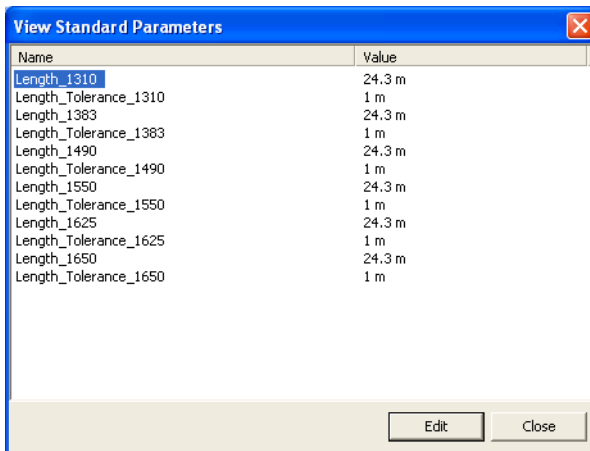 View Standard Parameters
Name Value
Length_1310 24.3 m
Length_Tolerance_1310 1 m
Length_1383 24.3 m
Length_Tolerance_1383 1 m
Length_1490 24.3 m
Length_Tolerance_1490 1 m
Length_1550 24.3 m
Length_Tolerance_1550 1 m
Length_1625 24.3 m
Length_Tolerance_1625 1 m
Length_1650 24.3 m
Length_Tolerance_1650 1 m
Edit Close